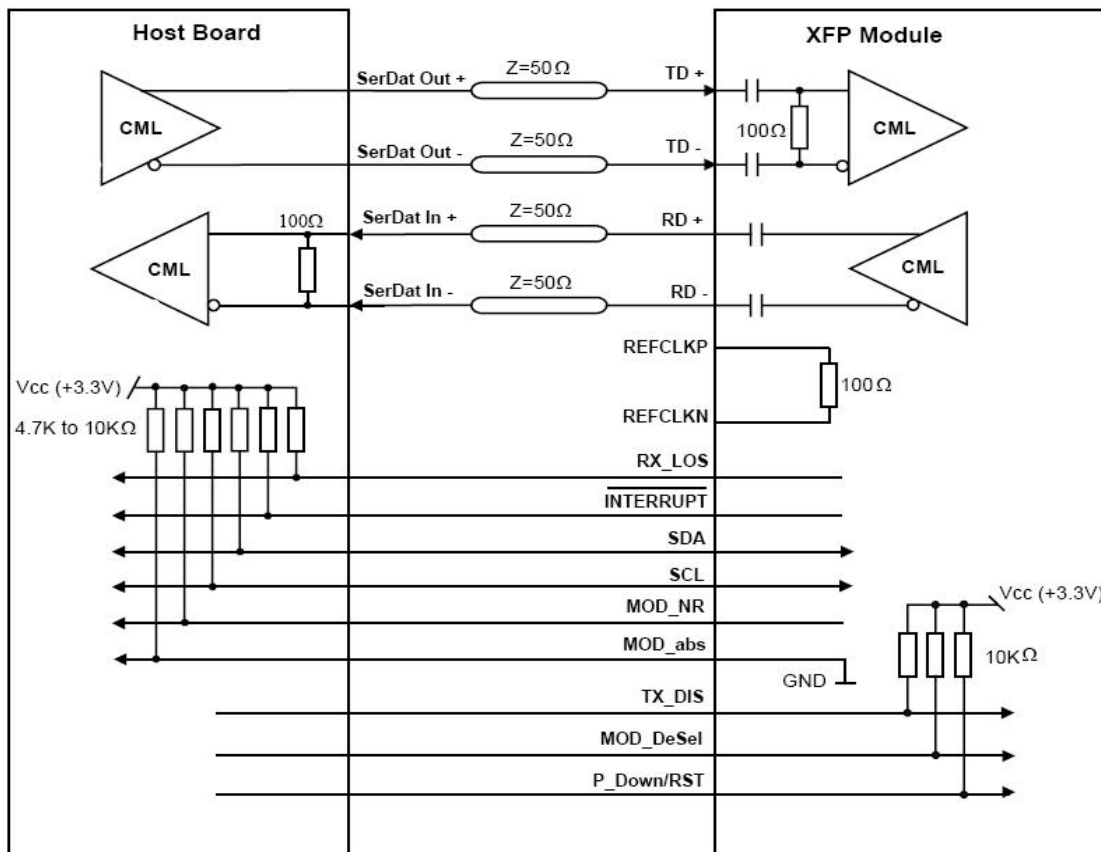 Host Board
XFP Module
SerDat Out +
Z=50Ω
TD +
CML
100Ω
CML
SerDat Out -
Z=50Ω
TD -
100Ω
SerDat In +
Z=50Ω
RD +
CML
CML
SerDat In -
Z=50Ω
RD -
REFCLKP
100Ω
REFCLKN
Vcc (+3.3V)
4.7K to 10KΩ
RX_LOS
INTERRUPT
SDA
SCL
MOD_NR
Vcc (+3.3V)
MOD_abs
10KΩ
GND
TX_DIS
MOD_DeSel
P_Down/RST